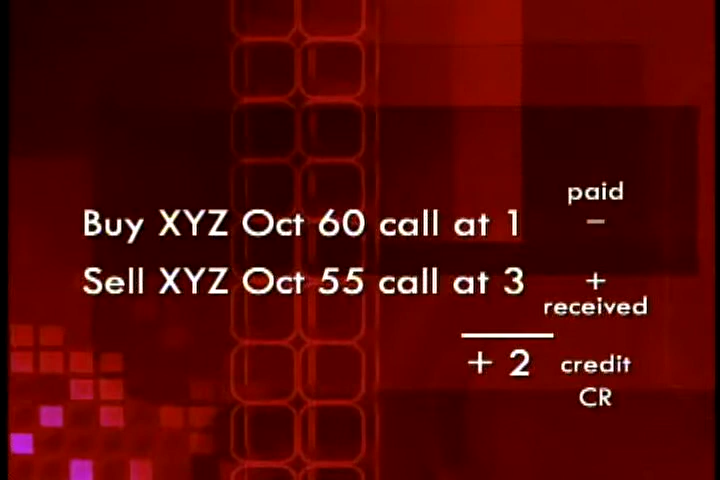 paid
Buy XYZ Oct 60 call at 1 –
Sell XYZ Oct 55 call at 3 +
received
+ 2 credit
CR